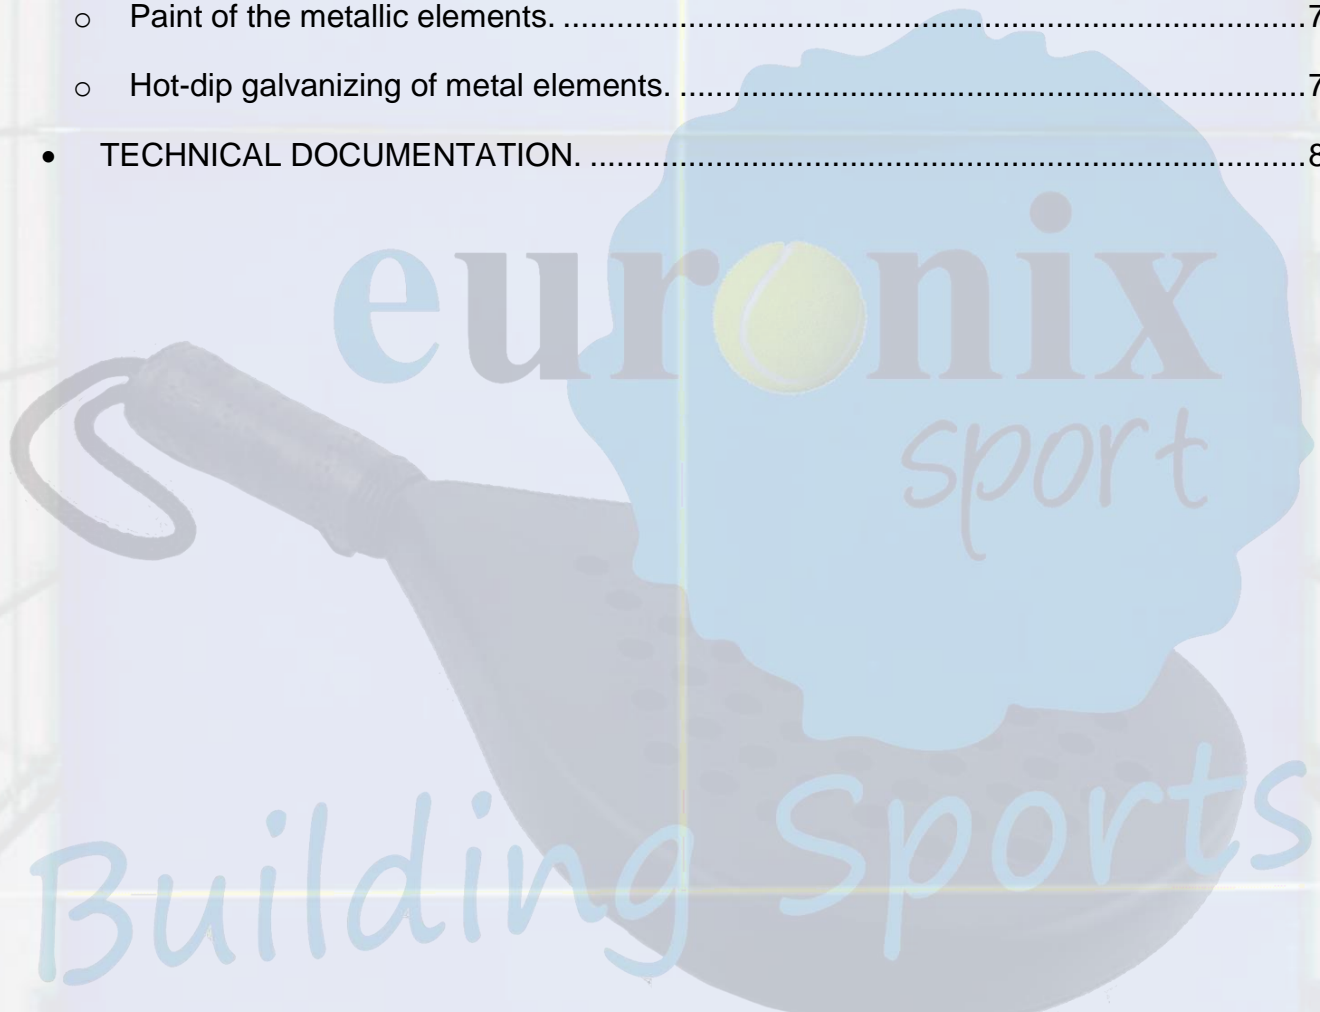 o Paint of the metallic elements. ............................................................................................7
o Hot-dip galvanizing of metal elements. .............................................................................7
• TECHNICAL DOCUMENTATION. ........................................................................................8
euronix
sport
Building Sports